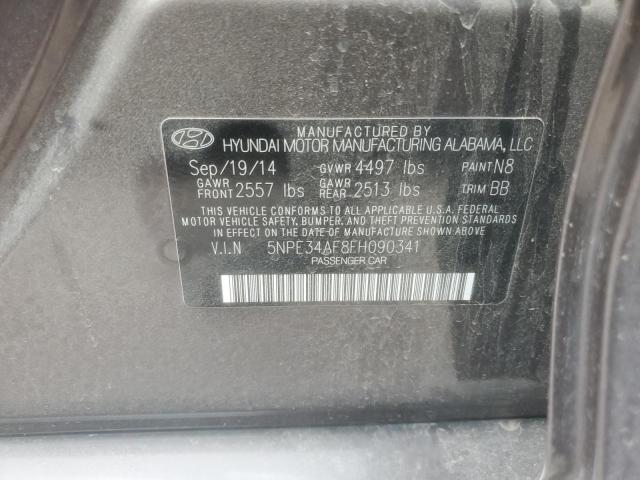 MANUFACTURED BY
HYUNDAI MOTOR MANUFACTURING ALABAMA, LLC
Sep/19/14 GVWR 4497 lbs PAINT N8
GAWR FRONT 2557 lbs GAWR REAR 2513 lbs TRIM BB
THIS VEHICLE CONFORMS TO ALL APPLICABLE U.S.A. FEDERAL
MOTOR VEHICLE SAFETY, BUMPER, AND THEFT PREVENTION STANDARDS
IN EFFECT ON THE DATE OF MANUFACTURE SHOWN ABOVE.
V.I.N 5NPE34AF8FH090341
PASSENGER CAR